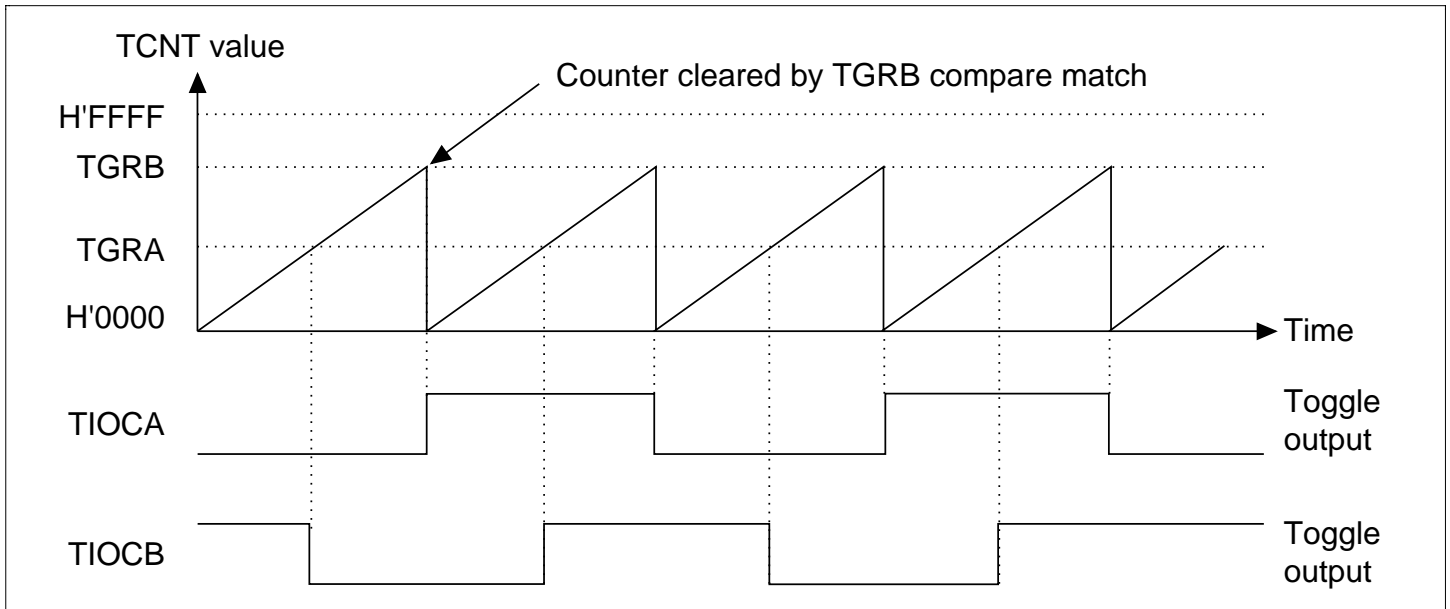 TCNT value
Counter cleared by TGRB compare match
H'FFFF
TGRB
TGRA
H'0000
Time
TIOCA
Toggle
output
TIOCB
Toggle
output